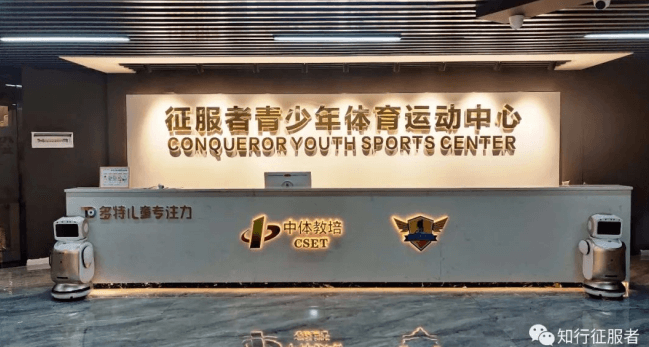 征服者青少年体育运动中心
CONQUEROR YOUTH SPORTS CENTER
多特儿童专注力
中体教培
CSET
知行征服者